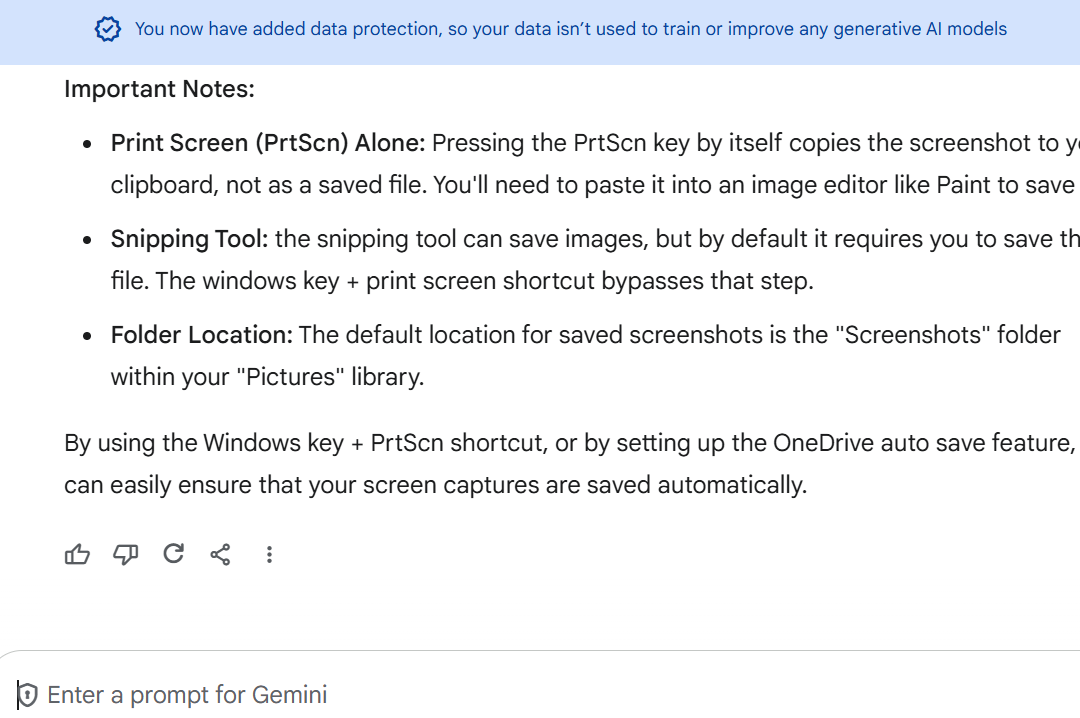 You now have added data protection, so your data isn’t used to train or improve any generative AI models
Important Notes:
Print Screen (PrtScn) Alone: Pressing the PrtScn key by itself copies the screenshot to
clipboard, not as a saved file. You'll need to paste it into an image editor like Paint to save
Snipping Tool: the snipping tool can save images, but by default it requires you to save
file. The windows key + print screen shortcut bypasses that step.
Folder Location: The default location for saved screenshots is the "Screenshots" folder
within your "Pictures" library.
By using the Windows key + PrtScn shortcut, or by setting up the OneDrive auto save feature,
can easily ensure that your screen captures are saved automatically.
Enter a prompt for Gemini